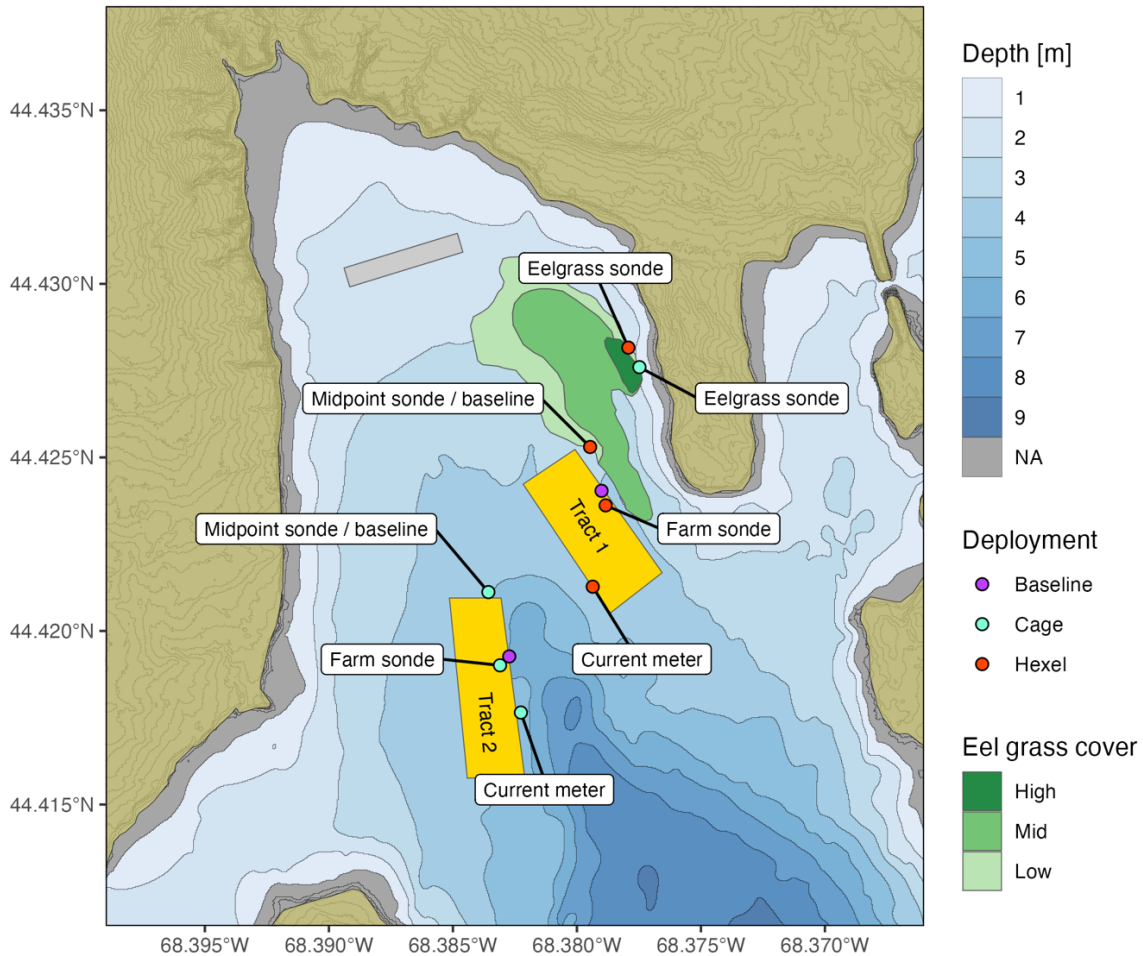 44.435°N
44.430°N
44.425°N
44.420°N
44.415°N
68.395°W
68.390°W
68.385°W
68.380°W
68.375°W
68.370°W
Eelgrass sonde
Midpoint sonde / baseline
Eelgrass sonde
Tract 1
Midpoint sonde / baseline
Farm sonde
Farm sonde
Current meter
Tract 2
Current meter
Depth [m]
1
2
3
4
5
6
7
8
9
NA
Deployment
Baseline
Cage
Hexel
Eel grass cover
High
Mid
Low